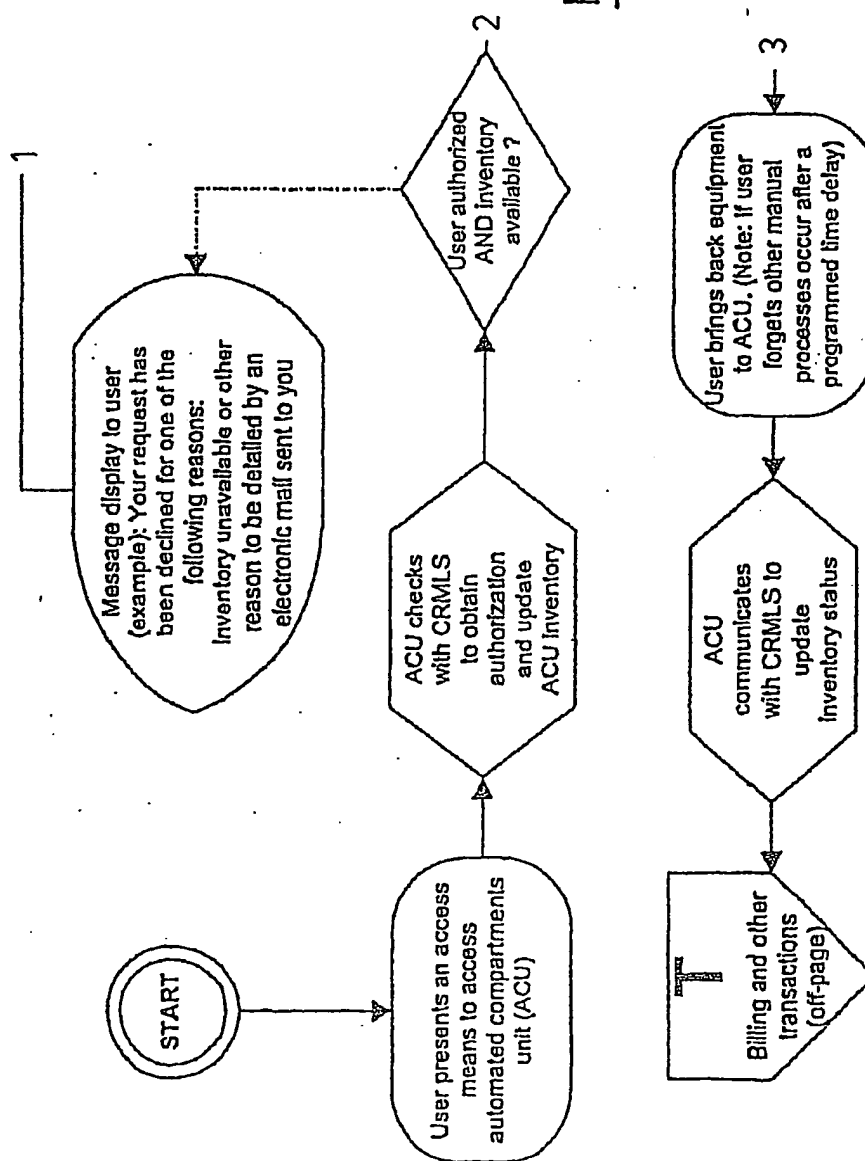 START
User presents an access
means to access
automated compartments
unit (ACU)
ACU checks
with CRMLS
to obtain
authorization
and update
ACU Inventory
User authorized
AND inventory
available ?
2
Message display to user
(example): Your request has
been declined for one of the
following reasons:
Inventory unavailable or other
reason to be detailed by an
electronic mail sent to you
1
3
User brings back equipment
to ACU. (Note: If user
forgets other manual
processes occur after a
programmed time delay)
ACU
communicates
with CRMLS to
update
inventory status
T
Billing and other
transactions
(off-page)